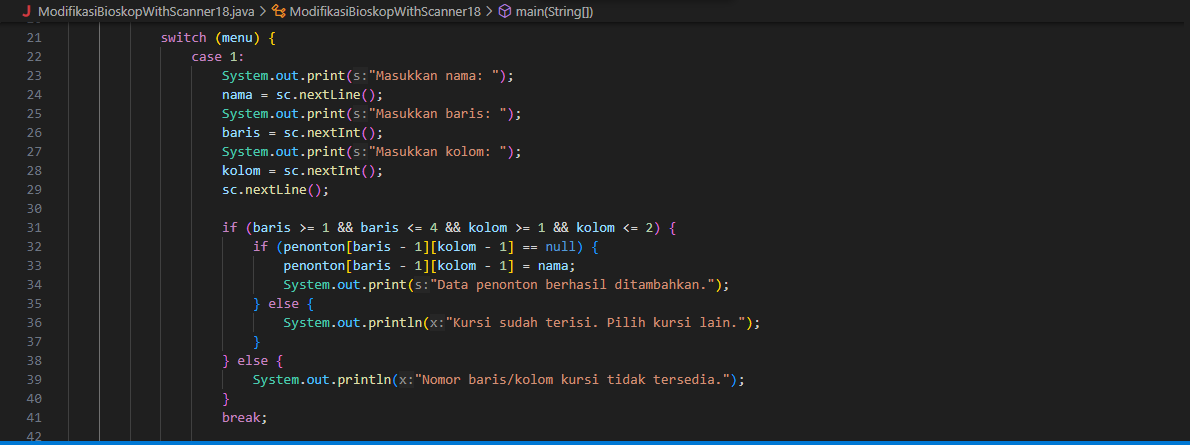 ModifikasiBioskopWithScanner18.java > ModifikasiBioskopWithScanner18 > main(String[])
21 switch (menu) {
22 case 1:
23 System.out.print(s:"Masukkan nama: ");
24 nama = sc.nextLine();
25 System.out.print(s:"Masukkan baris: ");
26 baris = sc.nextInt();
27 System.out.print(s:"Masukkan kolom: ");
28 kolom = sc.nextInt();
29 sc.nextLine();
30
31 if (baris >= 1 && baris <= 4 && kolom >= 1 && kolom <= 2) {
32 if (penonton[baris - 1][kolom - 1] == null) {
33 penonton[baris - 1][kolom - 1] = nama;
34 System.out.print(s:"Data penonton berhasil ditambahkan.");
35 } else {
36 System.out.println(x:"Kursi sudah terisi. Pilih kursi lain.");
37 }
38 } else {
39 System.out.println(x:"Nomor baris/kolom kursi tidak tersedia.");
40 }
41 break;
42